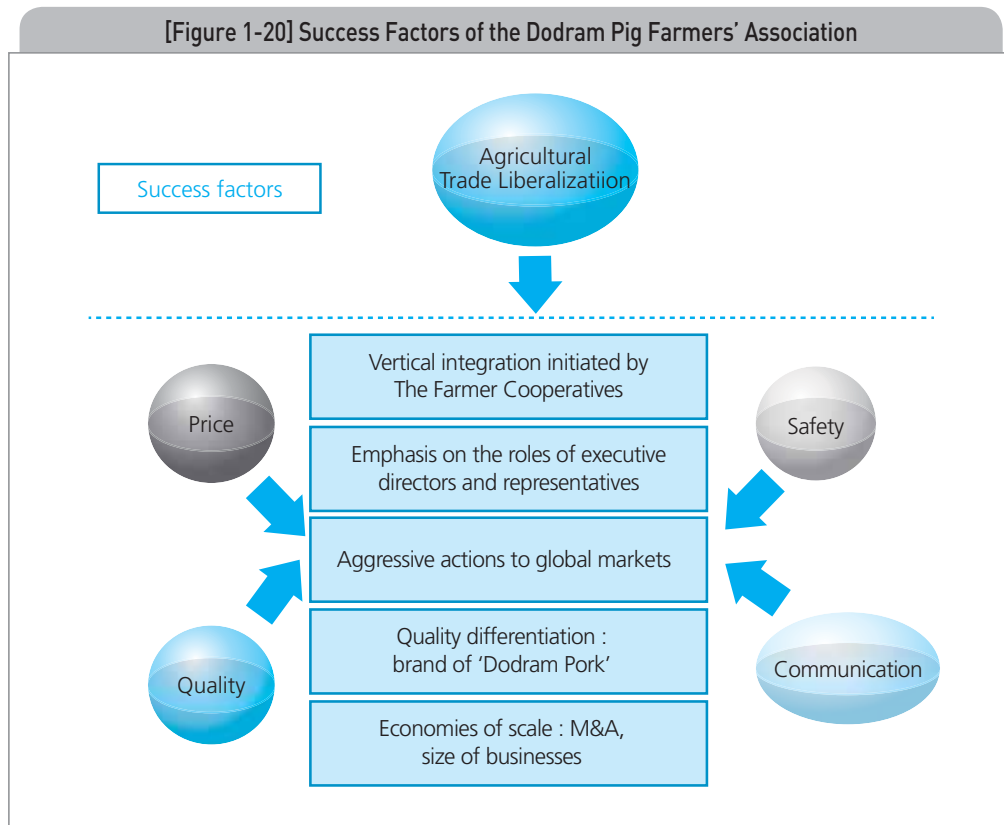 [Figure 1-20] Success Factors of the Dodram Pig Farmers’ Association
Agricultural
Trade Liberalizatiion
Success factors
Vertical integration initiated by
The Farmer Cooperatives
Price
Safety
Emphasis on the roles of executive
directors and representatives
Aggressive actions to global markets
Quality differentiation :
brand of ‘Dodram Pork’
Quality
Communication
Economies of scale : M&A,
size of businesses